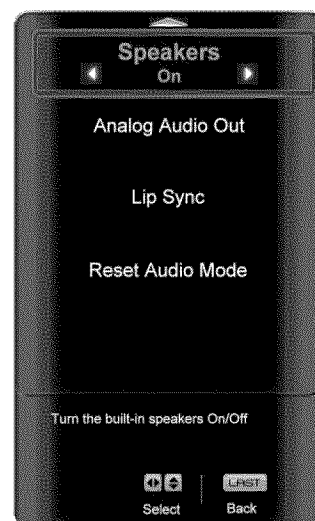 Speakers
On
Analog Audio Out
Lip Sync
Reset Audio Mode
Turn the built-in speakers On/Off
LAST
Select Back